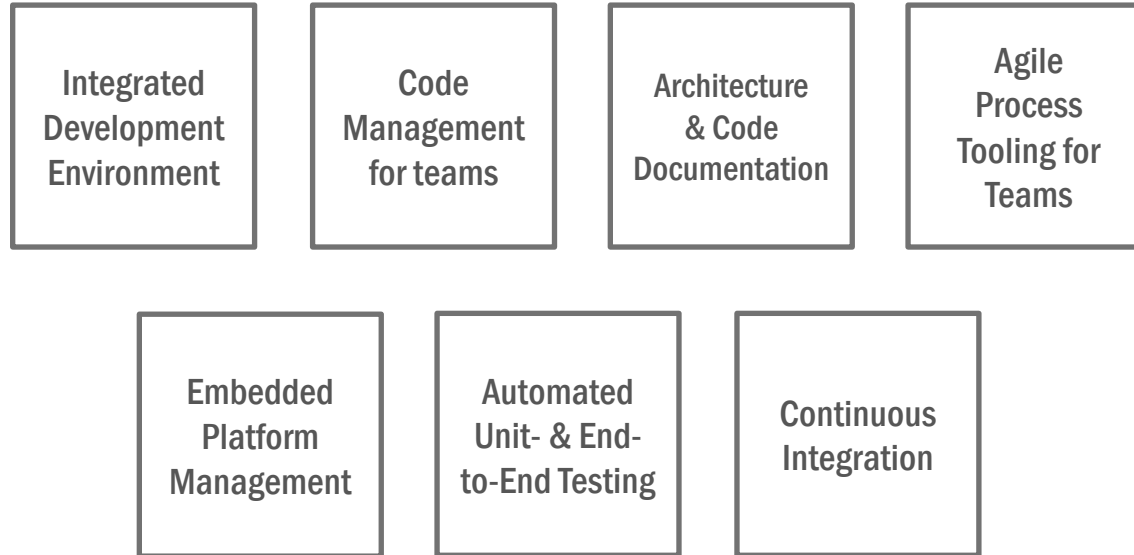 Integrated
Development
Environment
Code
Management
for teams
Architecture
& Code
Documentation
Agile
Process
Tooling for
Teams
Embedded
Platform
Management
Automated
Unit- & End-
to-End Testing
Continuous
Integration